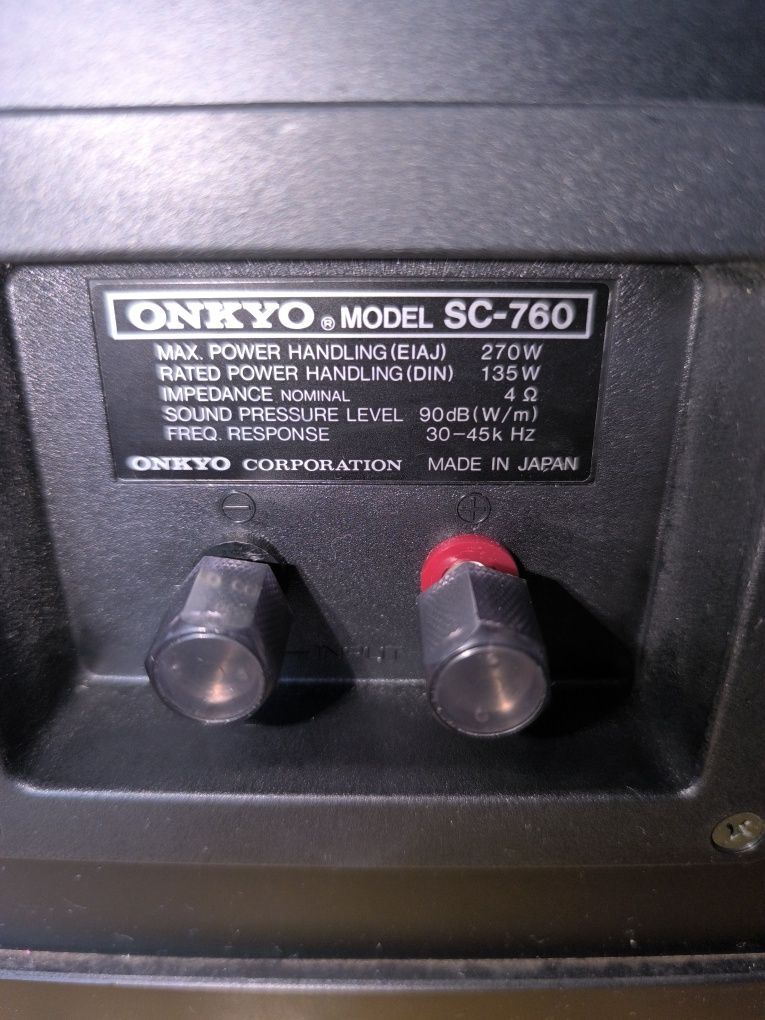 ONKYO ® MODEL SC-760
MAX. POWER HANDLING (EIAJ) 270W
RATED POWER HANDLING (DIN) 135W
IMPEDANCE NOMINAL 4 Ω
SOUND PRESSURE LEVEL 90dB (W/m)
FREQ. RESPONSE 30-45k Hz
ONKYO CORPORATION MADE IN JAPAN
⊖ ⊕
INPUT